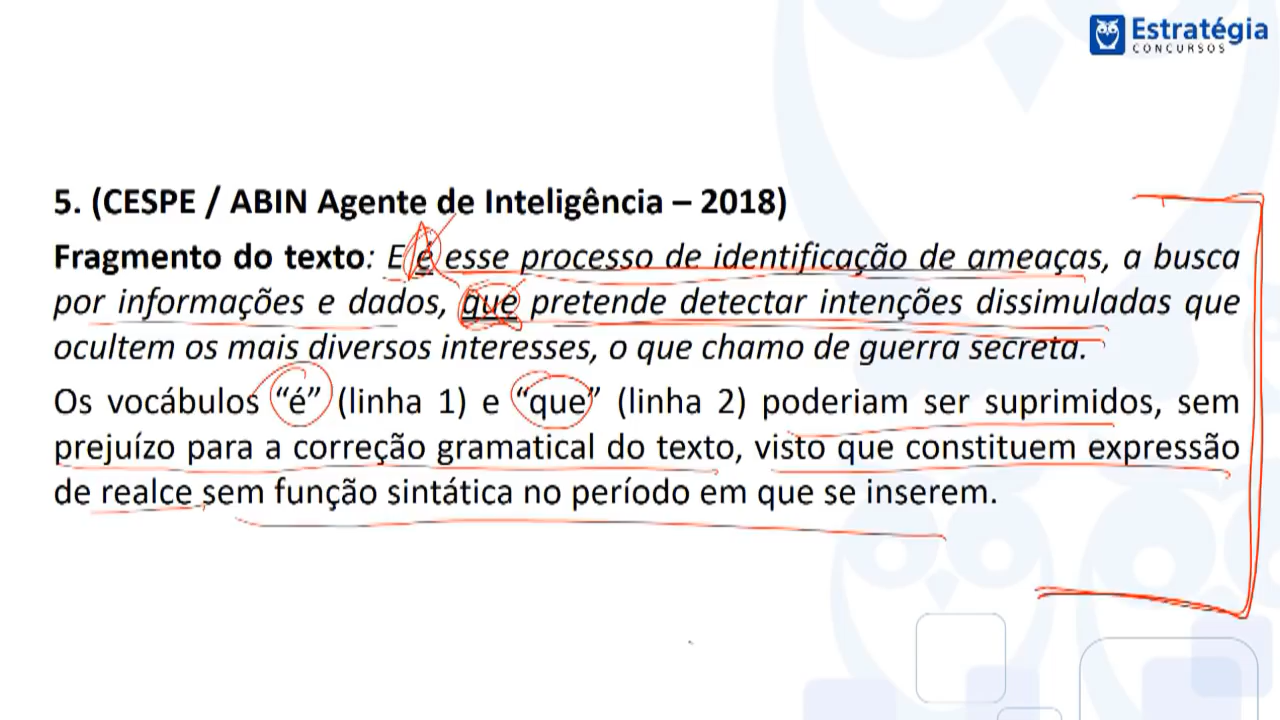 Estratégia
CONCURSOS
5. (CESPE / ABIN Agente de Inteligência – 2018)
Fragmento do texto: E é esse processo de identificação de ameaças, a busca
por informações e dados, que pretende detectar intenções dissimuladas que
ocultem os mais diversos interesses, o que chamo de guerra secreta.
Os vocábulos “é” (linha 1) e “que” (linha 2) poderiam ser suprimidos, sem
prejuízo para a correção gramatical do texto, visto que constituem expressão
de realce sem função sintática no período em que se inserem.